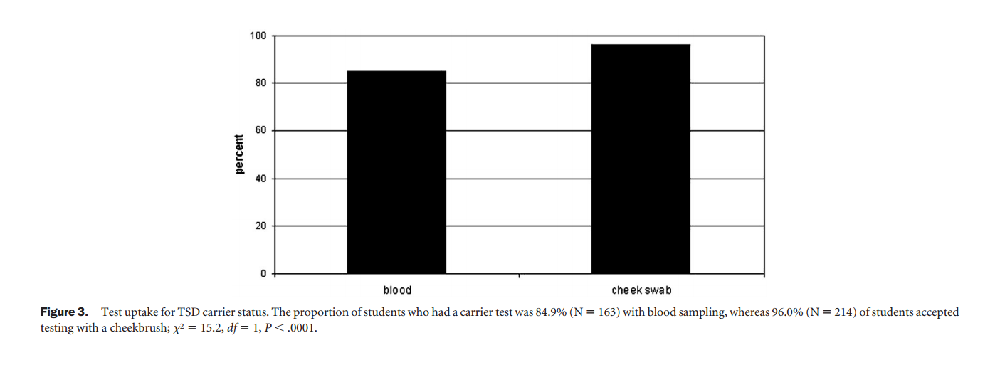 100
80
60
40
20
0
percent
blood
cheek swab
Figure 3. Test uptake for TSD carrier status. The proportion of students who had a carrier test was 84.9% (N = 163) with blood sampling, whereas 96.0% (N = 214) of students accepted
testing with a cheekbrush; χ² = 15.2, df = 1, P < .0001.